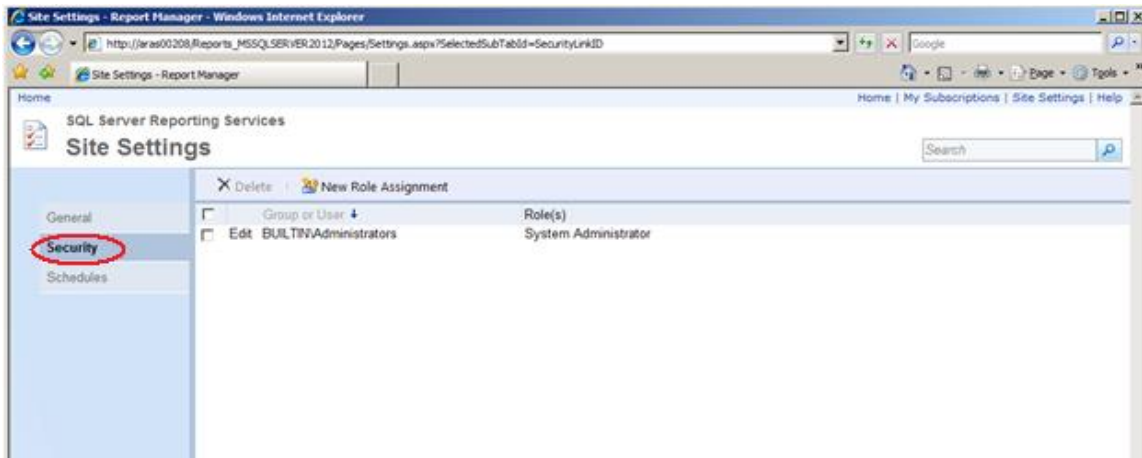 Site Settings - Report Manager - Windows Internet Explorer
http://aras00208/Reports_MSSQLSERVER2012/Pages/Settings.aspx?SelectedSubTabId=SecurityLinkID
Google
Site Settings - Report Manager
Page Tools
Home
Home | My Subscriptions | Site Settings | Help
SQL Server Reporting Services
Site Settings
Search
Delete | New Role Assignment
General
Group or User Role(s)
Security
Edit BUILTIN\Administrators System Administrator
Schedules